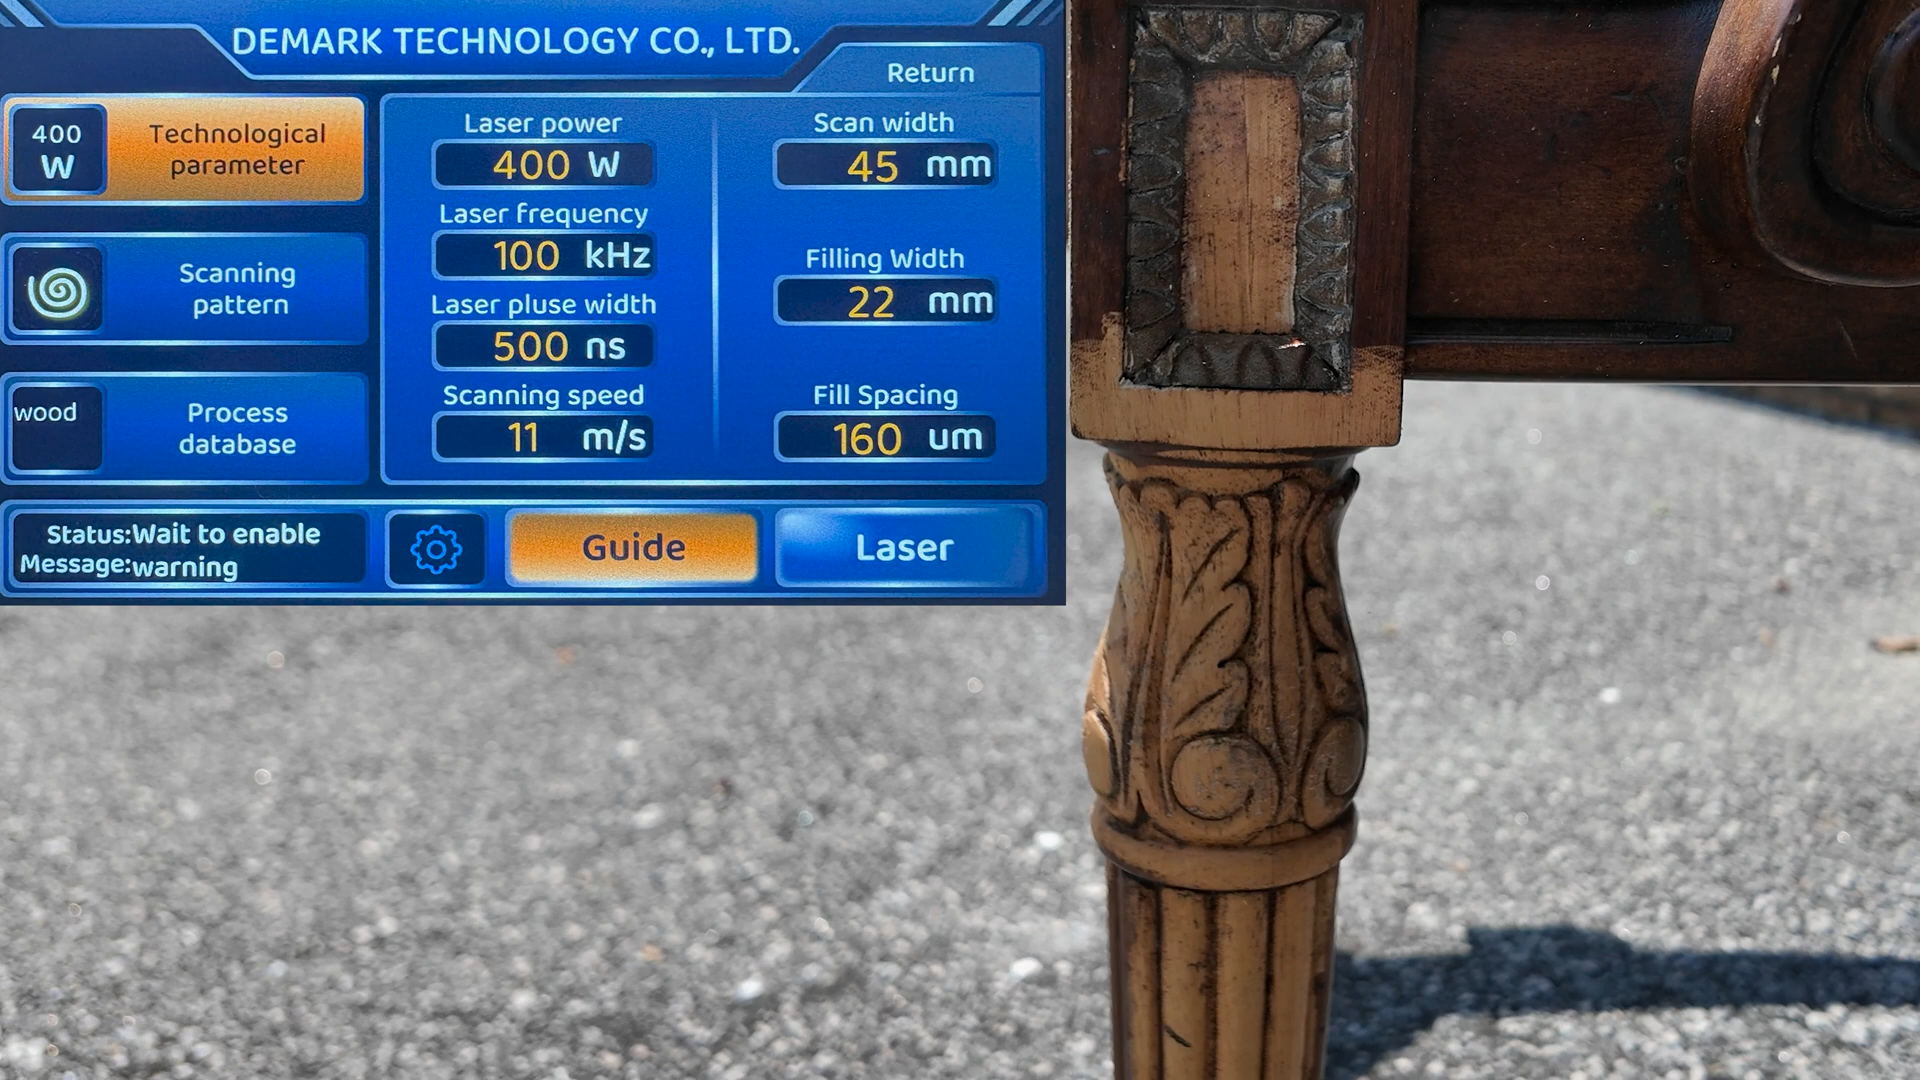 DEMARK TECHNOLOGY CO., LTD.
Return
400
W
Technological
parameter
Scanning
pattern
wood
Process
database
Laser power
400 W
Laser frequency
100 kHz
Laser pluse width
500 ns
Scanning speed
11 m/s
Scan width
45 mm
Filling Width
22 mm
Fill Spacing
160 um
Status:Wait to enable
Message:warning
Guide
Laser